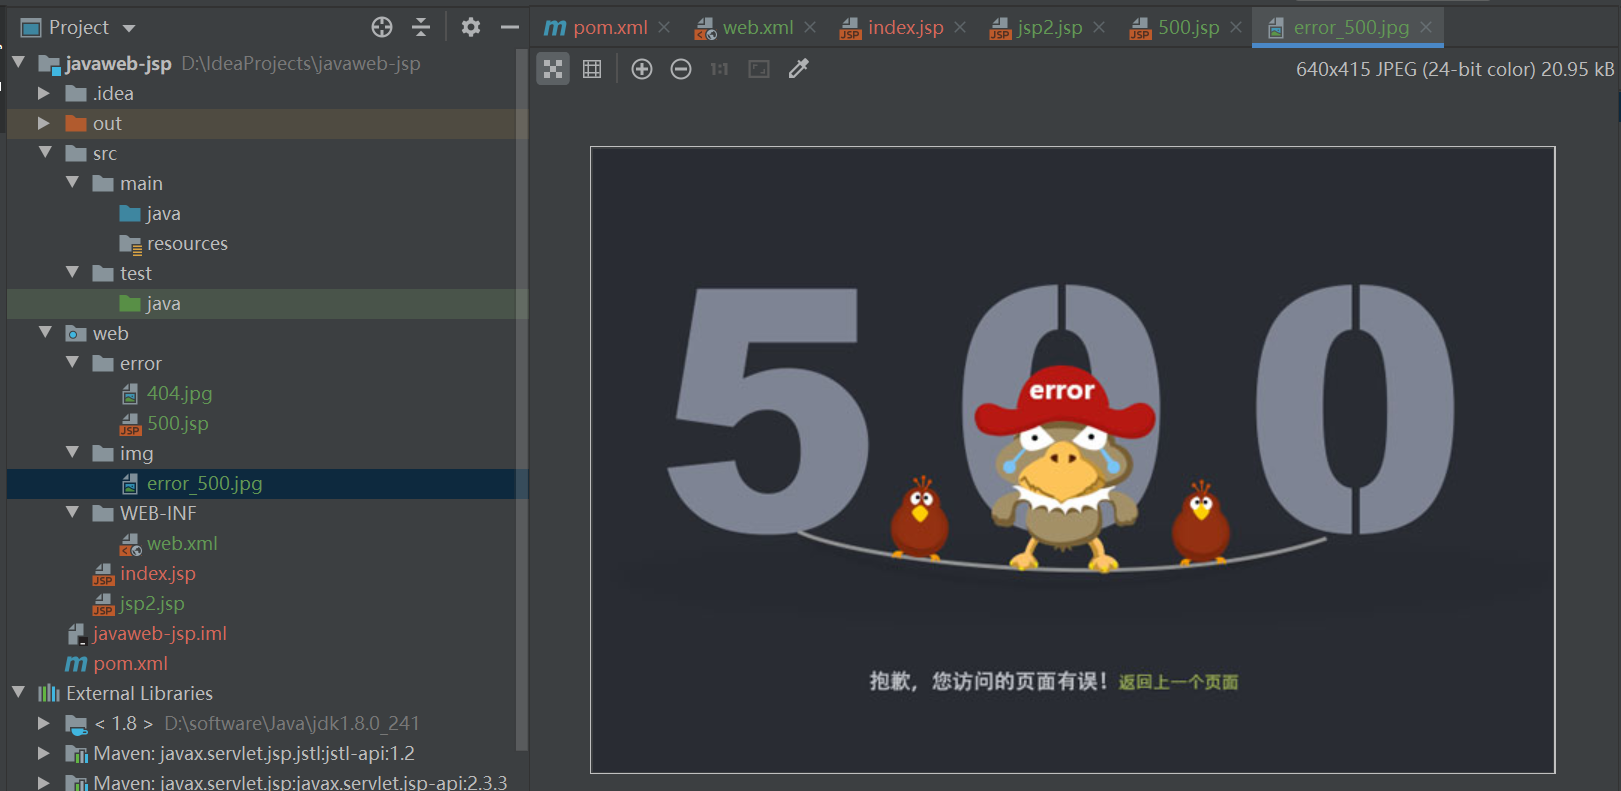 Project
pom.xml
web.xml
index.jsp
jsp2.jsp
500.jsp
error_500.jpg
1:1
640x415 JPEG (24-bit color) 20.95 kB
javaweb-jsp D:\IdeaProjects\javaweb-jsp
.idea
out
src
main
java
resources
test
java
web
error
404.jpg
500.jsp
img
error_500.jpg
WEB-INF
web.xml
index.jsp
jsp2.jsp
javaweb-jsp.iml
pom.xml
External Libraries
< 1.8 > D:\software\Java\jdk1.8.0_241
Maven: javax.servlet.jsp.jstl:jstl-api:1.2
Maven: javax.servlet.jsp:javax.servlet.jsp-api:2.3.3
500
error
抱歉，您访问的页面有误！返回上一个页面